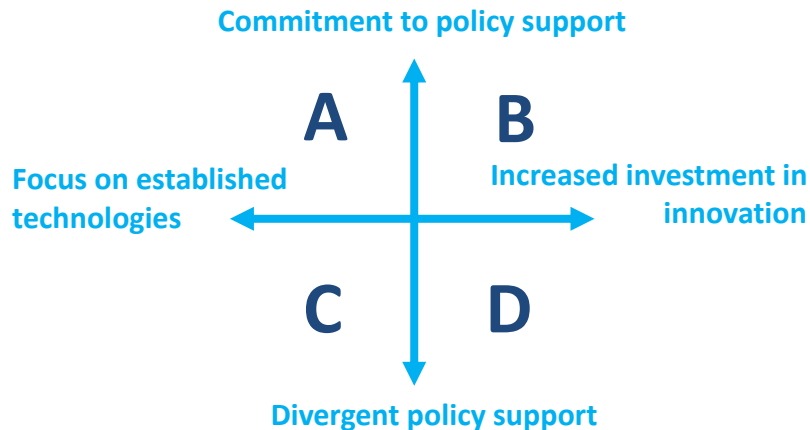 Commitment to policy support
A B
Focus on established
technologies
Increased investment in
innovation
C D
Divergent policy support